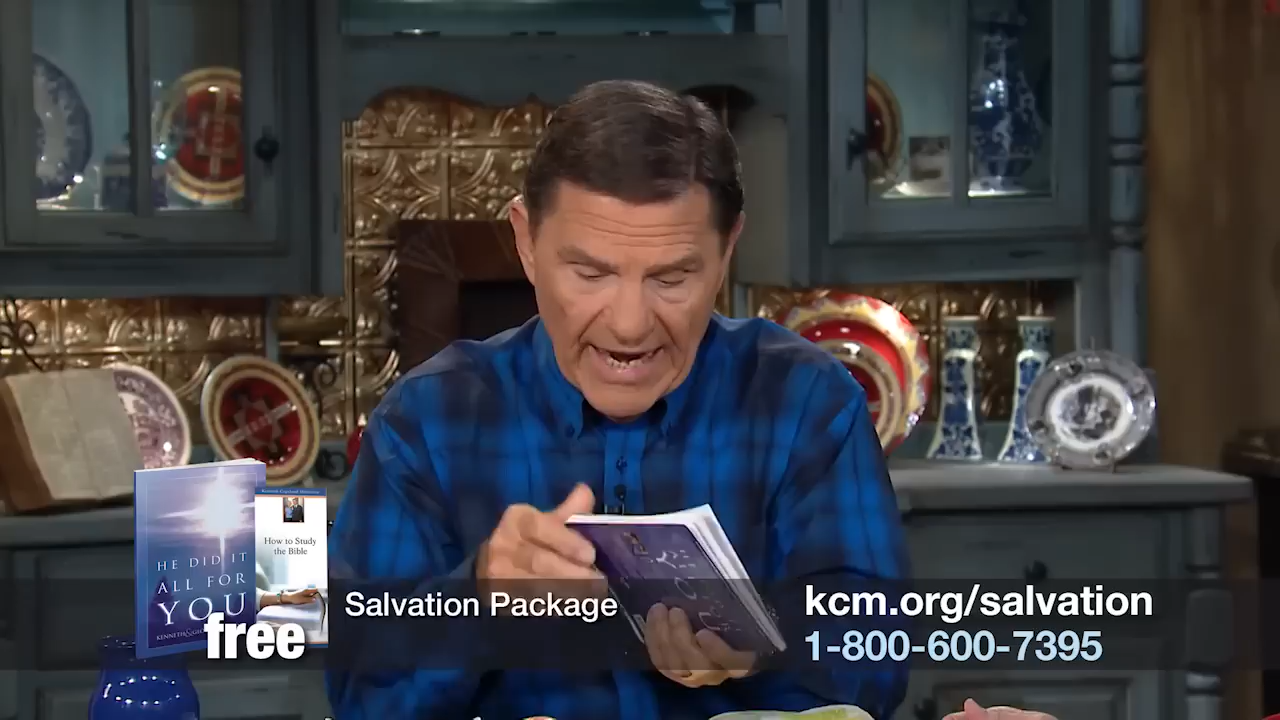 HE DID IT
ALL FOR
YOU
How to Study
the Bible
free
Salvation Package
kcm.org/salvation
1-800-600-7395